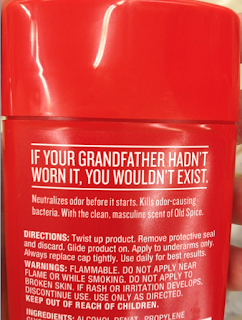 IF YOUR GRANDFATHER HADN'T
WORN IT, YOU WOULDN'T EXIST.
Neutralizes odor before it starts. Kills odor-causing
bacteria. With the clean, masculine scent of Old Spice.
DIRECTIONS: Twist up product. Remove protective seal
and discard. Glide product on. Apply to underarms only.
Always replace cap tightly. Use daily for best results.
WARNINGS: FLAMMABLE. DO NOT APPLY NEAR
FLAME OR WHILE SMOKING. DO NOT APPLY TO
BROKEN SKIN. IF RASH OR IRRITATION DEVELOPS,
DISCONTINUE USE. USE ONLY AS DIRECTED.
KEEP OUT OF REACH OF CHILDREN.
INGREDIENTS: ALCOHOL DENAT., PROPYLENE